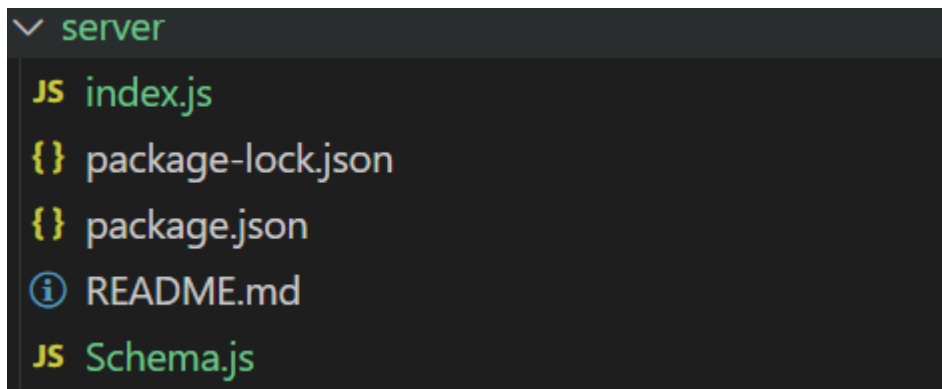 server
JS index.js
{} package-lock.json
{} package.json
README.md
JS Schema.js